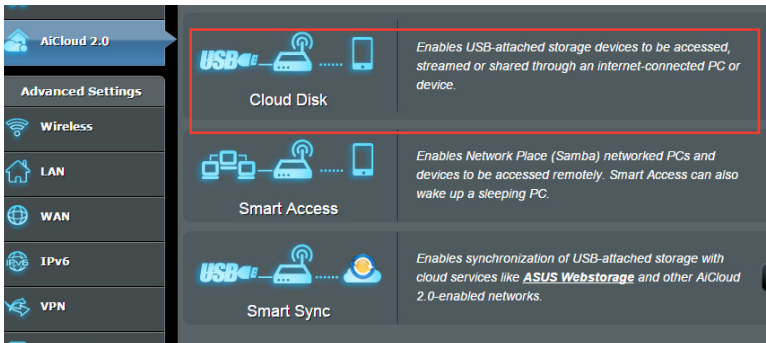 AiCloud 2.0
Advanced Settings
Wireless
LAN
WAN
IPv6
IPv6
VPN
USB
Cloud Disk
Enables USB-attached storage devices to be accessed,
streamed or shared through an internet-connected PC or
device.
Smart Access
Enables Network Place (Samba) networked PCs and
devices to be accessed remotely. Smart Access can also
wake up a sleeping PC.
USB
Smart Sync
Enables synchronization of USB-attached storage with
cloud services like ASUS Webstorage and other AiCloud
2.0-enabled networks.